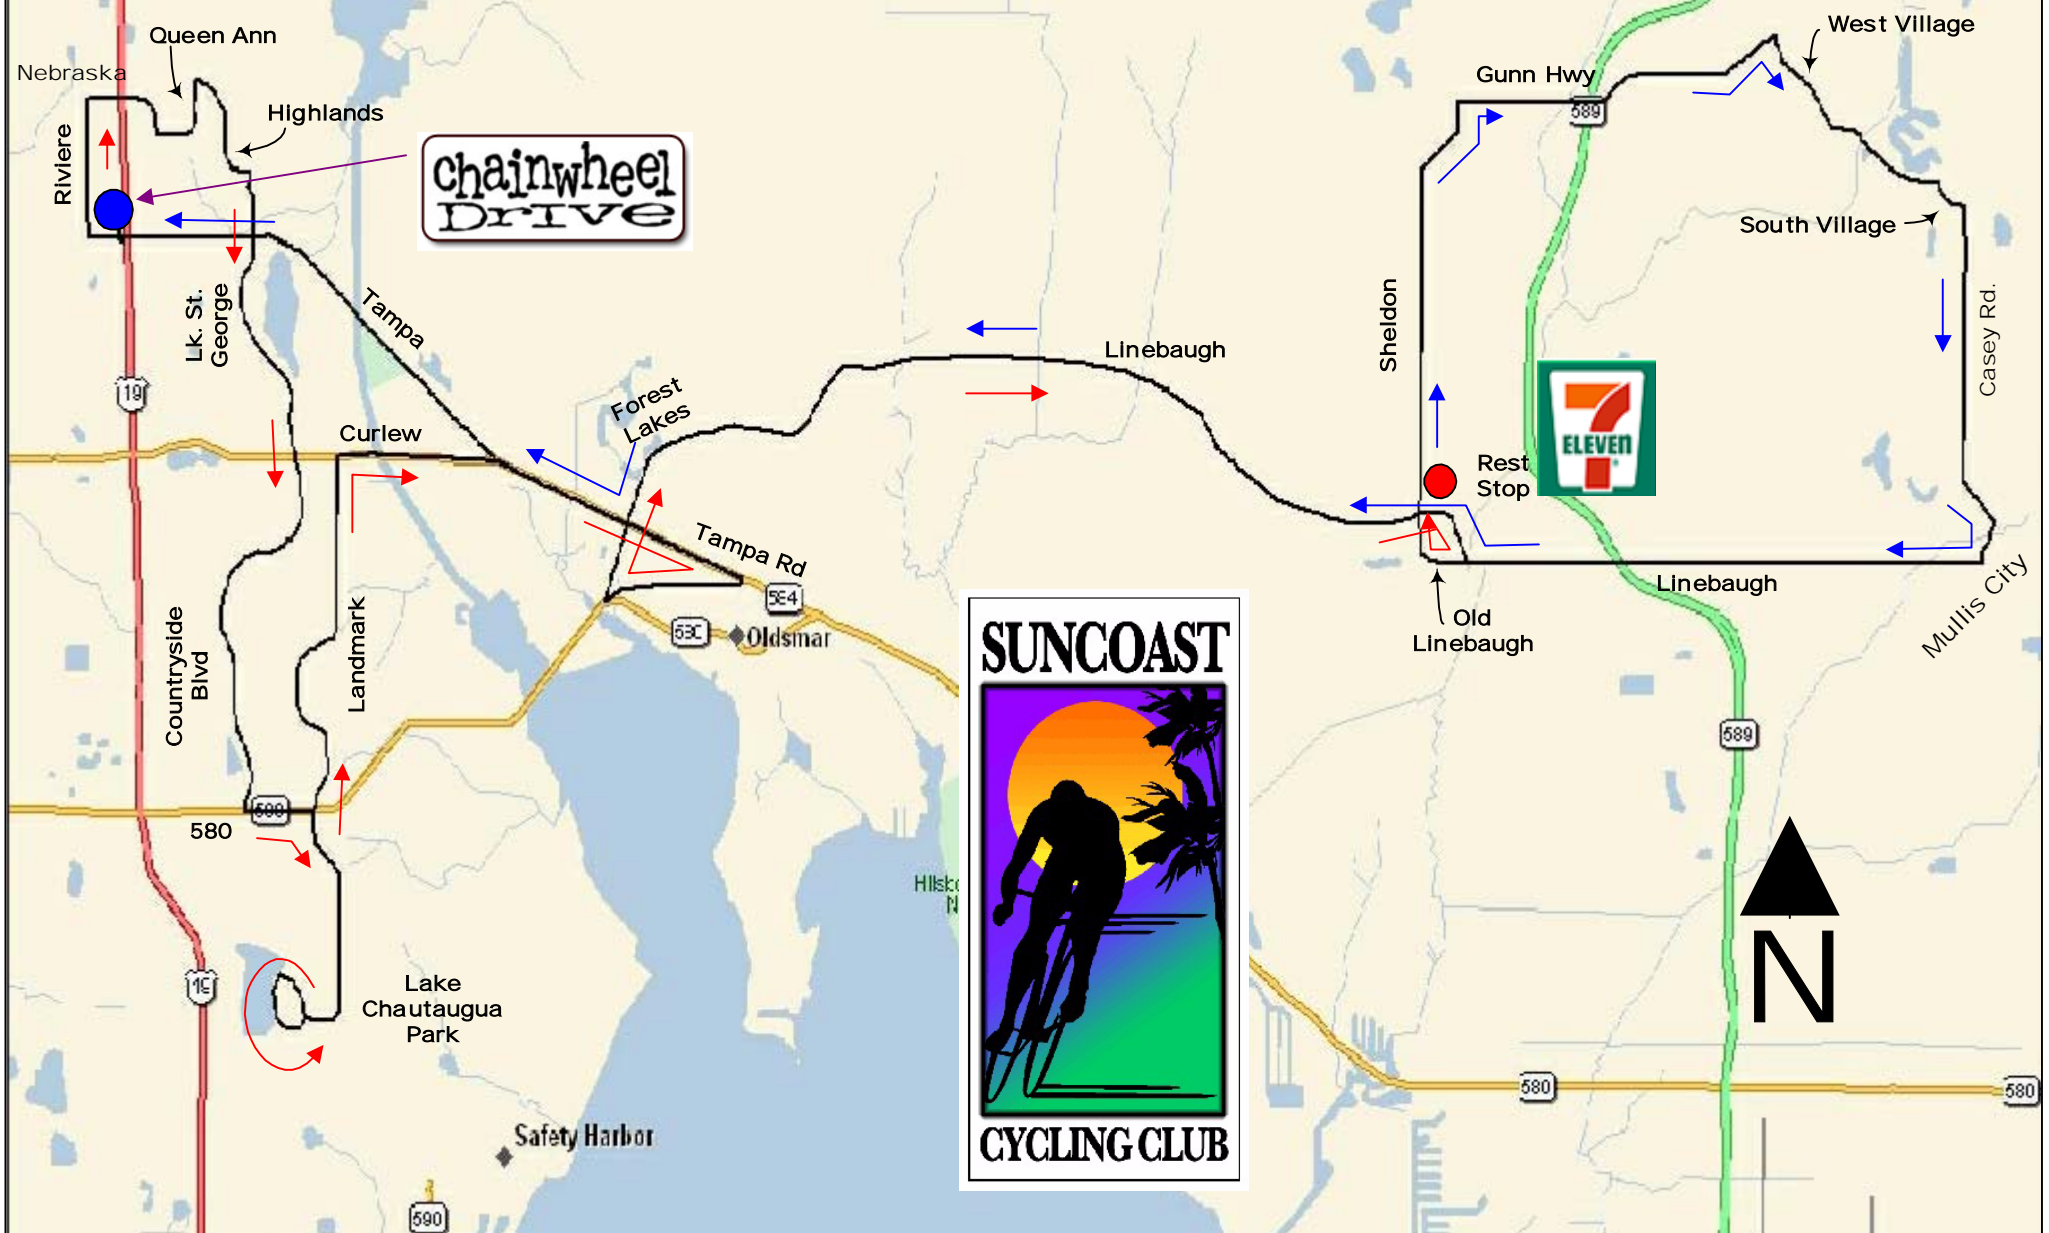 Queen Ann
West Village
Nebraska
Gunn Hwy
589
Highlands
Riviere
chainwheel
Drive
South Village
Lk. St.
George
Tampa
Sheldon
Casey Rd.
Linebaugh
19
Forest
Lakes
Curlew
7
ELEVEN
Rest
Stop
Tampa Rd
Linebaugh
Mullis City
Old
Linebaugh
Oldsmar
Countryside
Blvd
Landmark
SUNCOAST
589
580
N
Lake
Chautaugua
Park
580
580
Safety Harbor
CYCLING CLUB
590